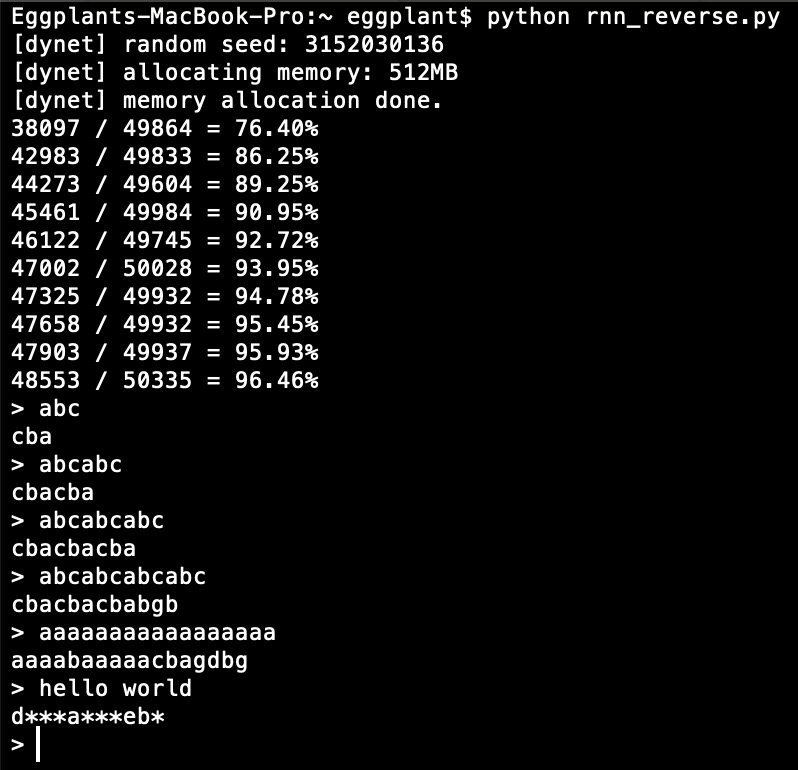 Eggplants-MacBook-Pro:~ eggplant$ python rnn_reverse.py
[dynet] random seed: 3152030136
[dynet] allocating memory: 512MB
[dynet] memory allocation done.
38097 / 49864 = 76.40%
42983 / 49833 = 86.25%
44273 / 49604 = 89.25%
45461 / 49984 = 90.95%
46122 / 49745 = 92.72%
47002 / 50028 = 93.95%
47325 / 49932 = 94.78%
47658 / 49932 = 95.45%
47903 / 49937 = 95.93%
48553 / 50335 = 96.46%
> abc
cba
> abcabc
cbacba
> abcabcabc
cbacbacba
> abcabcabcabc
cbacbacbabgb
> aaaaaaaaaaaaaaaaa
aaaabaaaaacbagdbg
> hello world
d***a***eb*
>